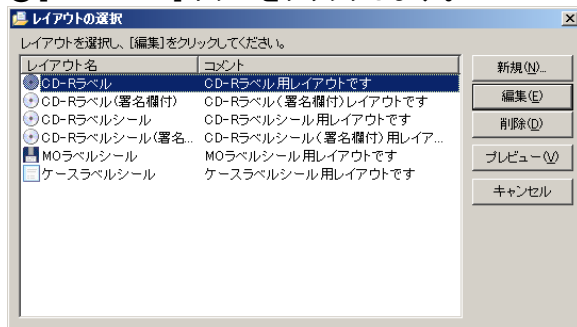 レイアウトの選択
レイアウトを選択し、[編集]をクリックしてください。
レイアウト名 コメント
CD-Rラベル CD-Rラベル用レイアウトです
CD-Rラベル(署名欄付) CD-Rラベル(署名欄付)レイアウトです
CD-Rラベルシール CD-Rラベルシール用レイアウトです
CD-Rラベルシール(署名... CD-Rラベルシール(署名欄付)用レイア...
MOラベルシール MOラベルシール用レイアウトです
ケースラベルシール ケースラベルシール用レイアウトです
新規(N)...
編集(E)
削除(D)
プレビュー(V)
キャンセル